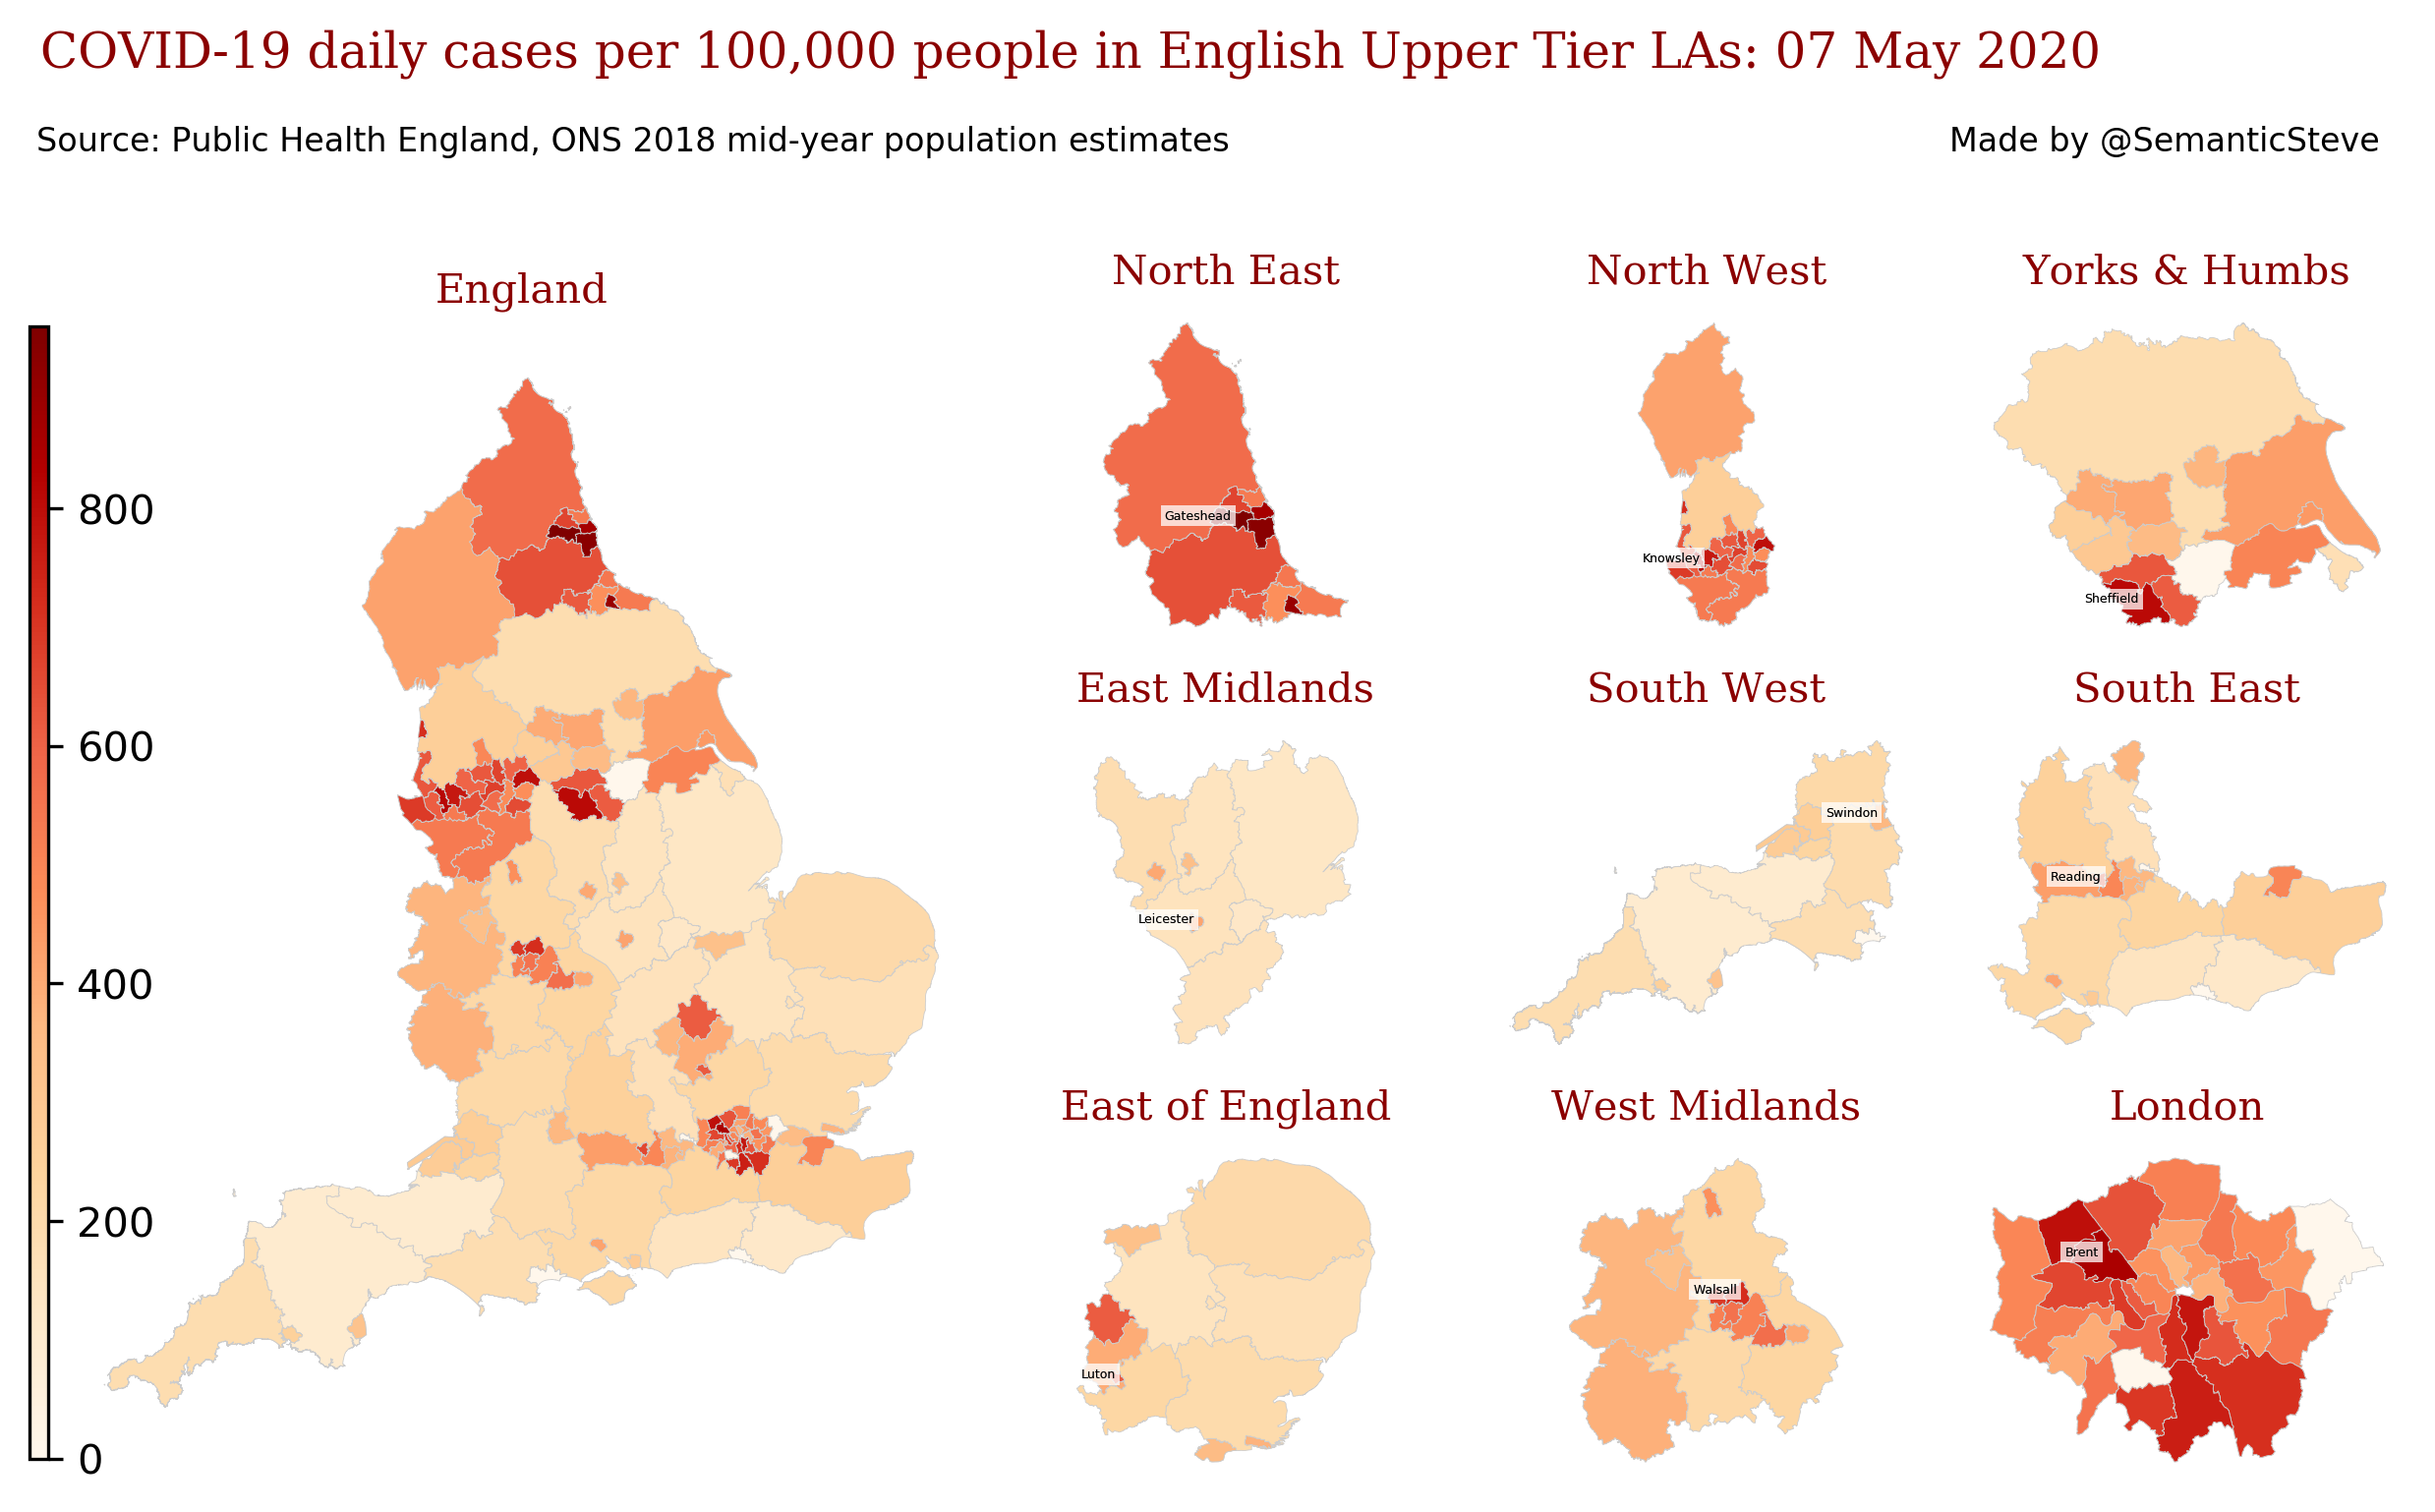 COVID-19 daily cases per 100,000 people in English Upper Tier LAs: 07 May 2020
Source: Public Health England, ONS 2018 mid-year population estimates
Made by @SemanticSteve
England
800
600
400
200
0
North East
Gateshead
North West
Knowsley
Yorks & Humbs
Sheffield
East Midlands
Leicester
South West
Swindon
South East
Reading
East of England
Luton
West Midlands
Walsall
London
Brent